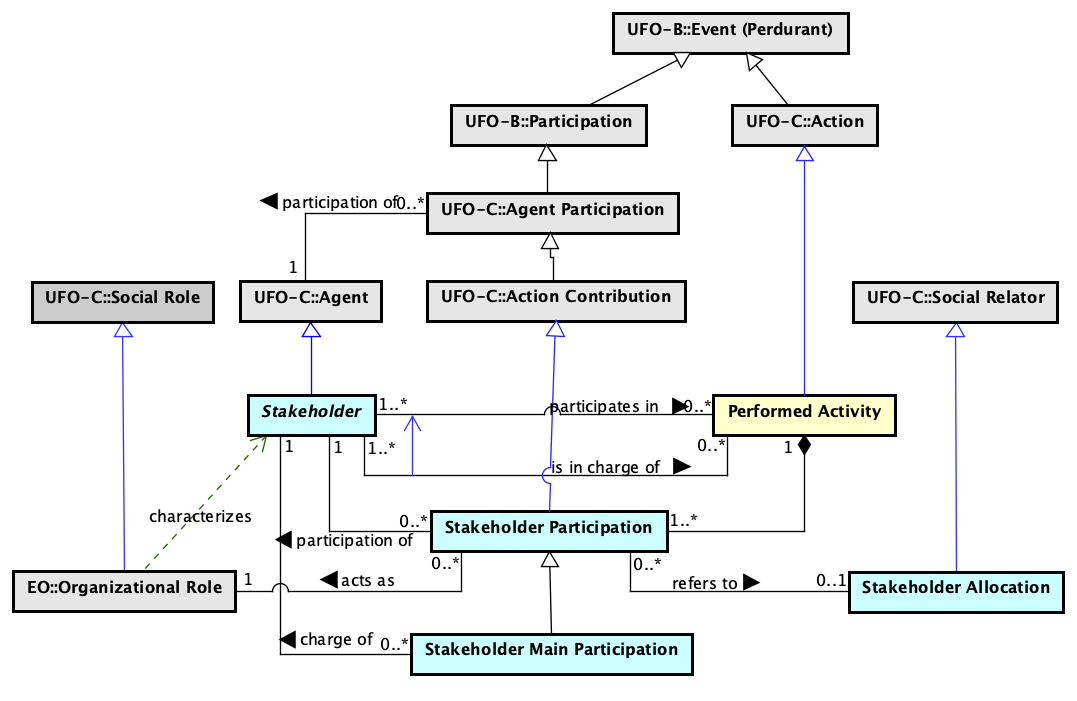 UFO-B::Event (Perdurant)
UFO-B::Participation
UFO-C::Action
participation of
0..*
UFO-C::Agent Participation
1
UFO-C::Social Role
UFO-C::Agent
UFO-C::Action Contribution
UFO-C::Social Relator
Stakeholder
1..*
participates in
0..*
Performed Activity
1
1
1..*
is in charge of
0..*
1
characterizes
0..*
Stakeholder Participation
1..*
participation of
0..*
0..*
EO::Organizational Role
1
acts as
refers to
0..1
Stakeholder Allocation
charge of
0..*
Stakeholder Main Participation